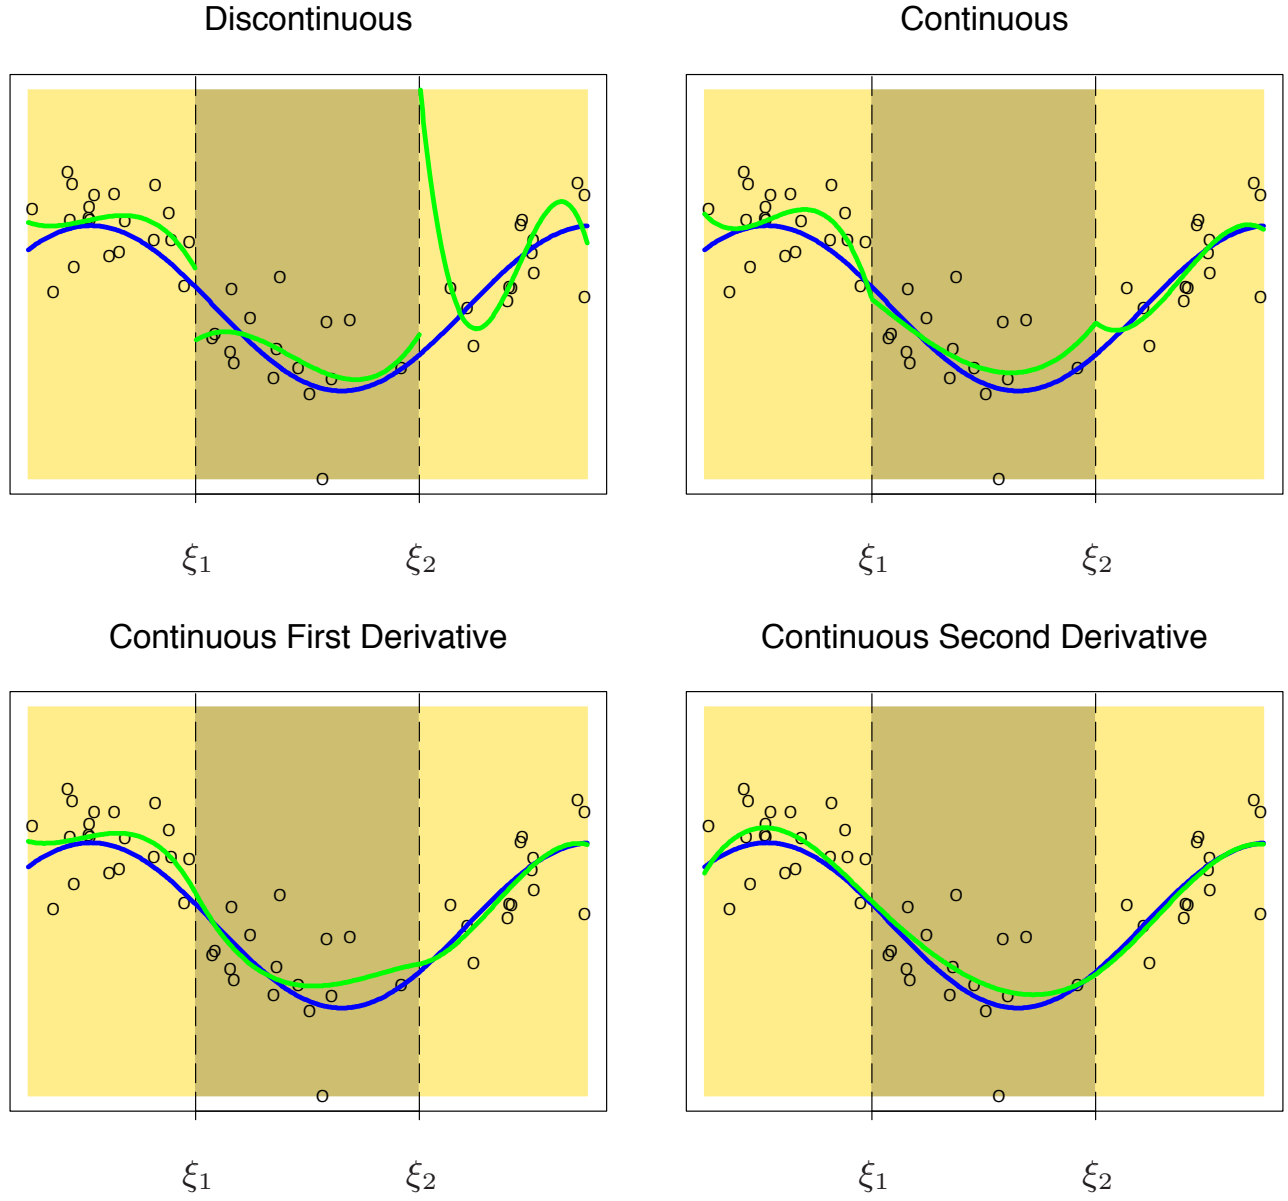 Discontinuous
Continuous
ξ1 ξ2
ξ1 ξ2
Continuous First Derivative
Continuous Second Derivative
ξ1 ξ2
ξ1 ξ2